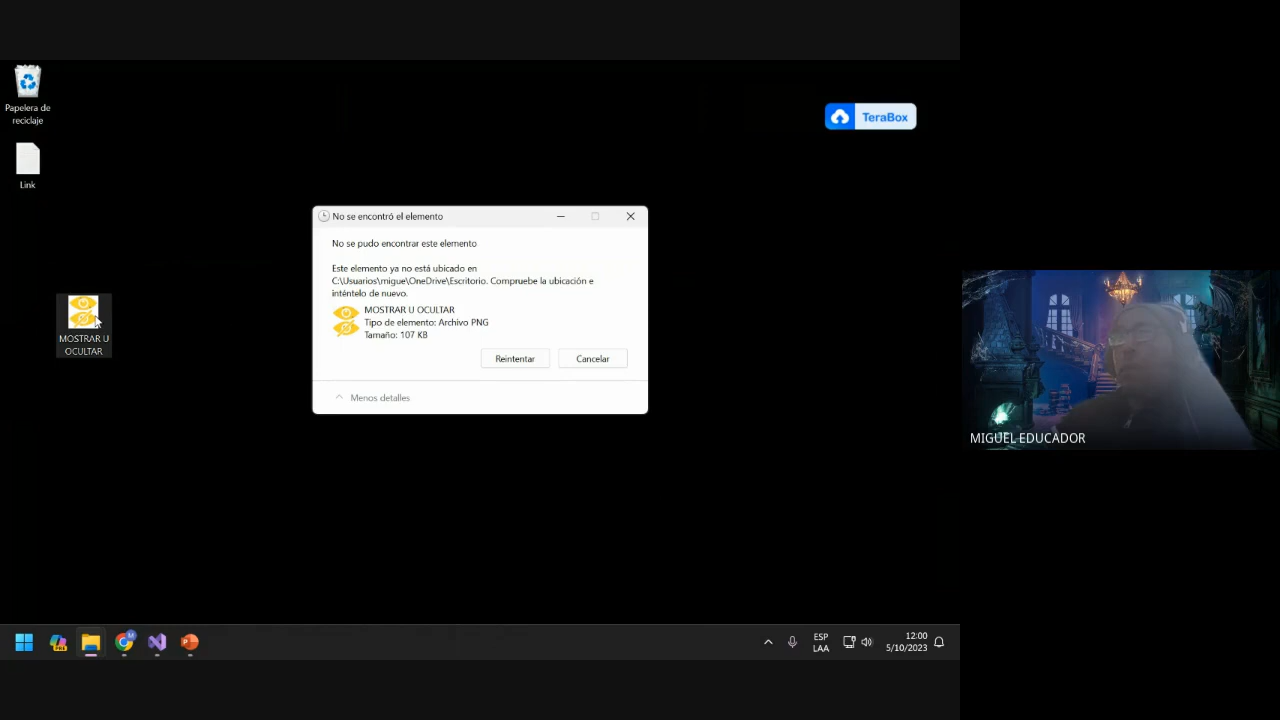 Papelera de
reciclaje
Link
TeraBox
No se encontró el elemento
No se pudo encontrar este elemento
Este elemento ya no está ubicado en
C:\Usuarios\migue\OneDrive\Escritorio. Compruebe la ubicación e
inténtelo de nuevo.
MOSTRAR U OCULTAR
Tipo de elemento: Archivo PNG
Tamaño: 107 KB
Reintentar
Cancelar
Menos detalles
MOSTRAR U
OCULTAR
MIGUEL EDUCADOR
ESP
LAA
12:00
5/10/2023